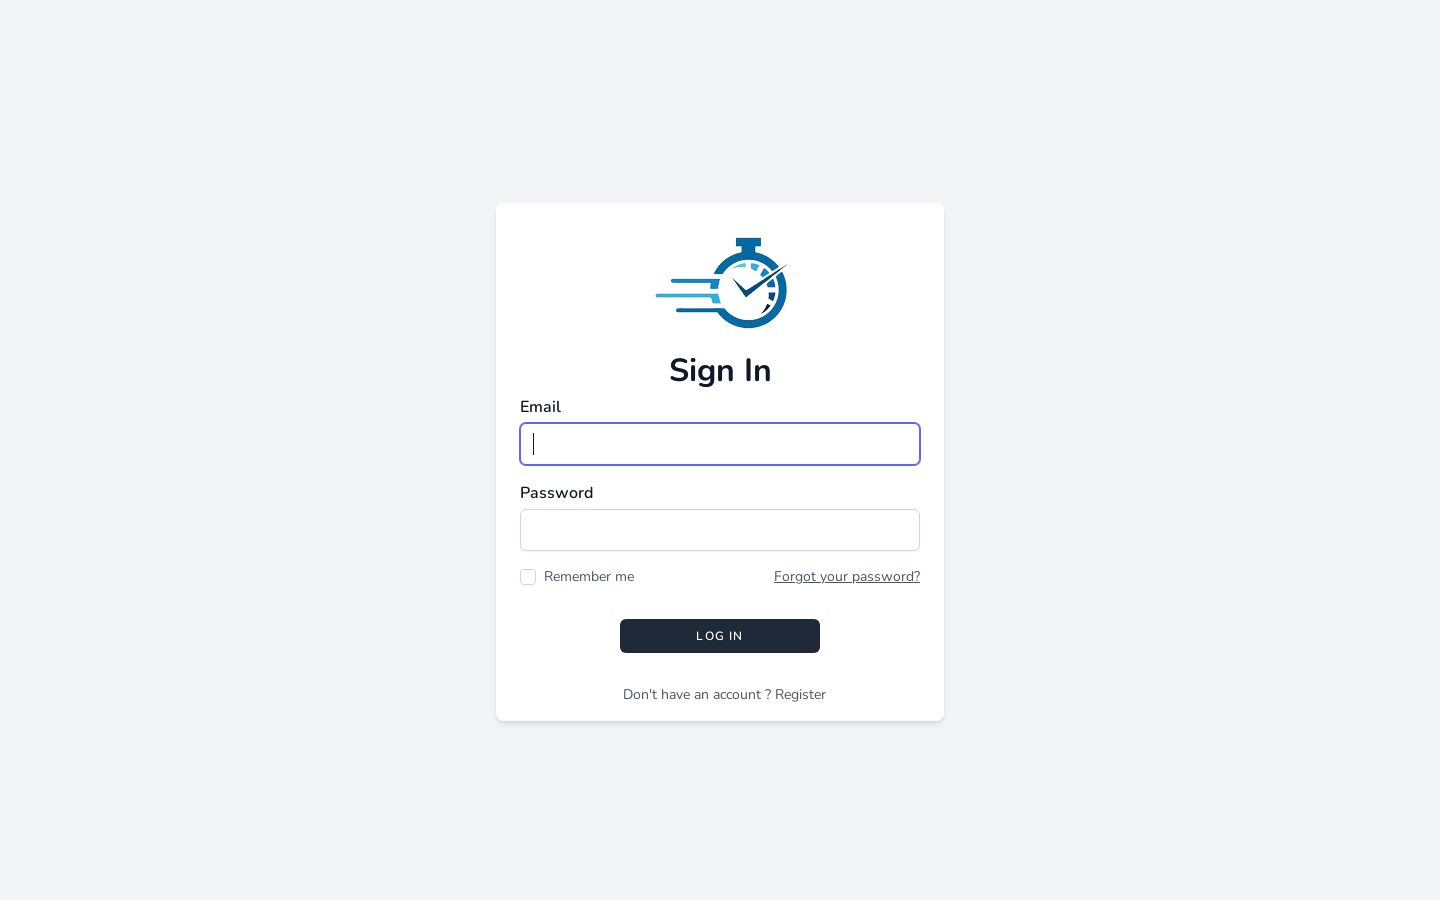 Sign In
Email
Password
Remember me Forgot your password?
LOG IN
Don't have an account ? Register